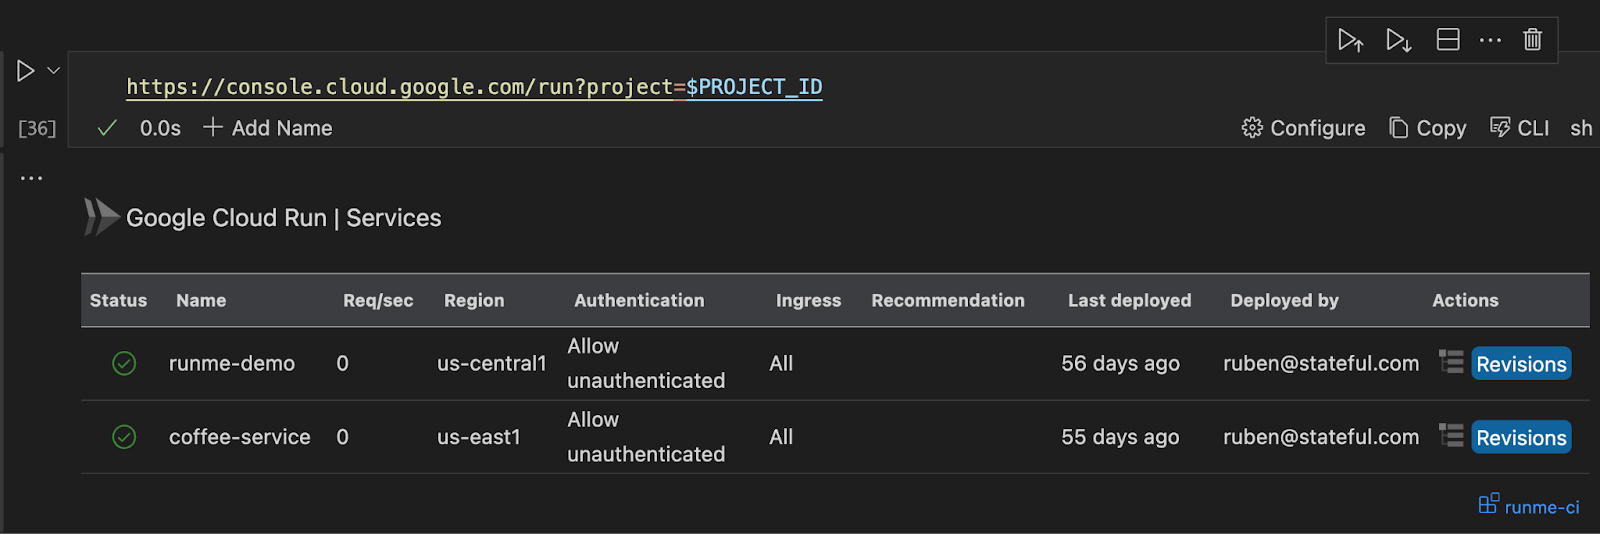 https://console.cloud.google.com/run?project=$PROJECT_ID
[36] 0.0s Add Name Configure Copy CLI sh
Google Cloud Run | Services
Status Name Req/sec Region Authentication Ingress Recommendation Last deployed Deployed by Actions
runme-demo 0 us-central1 Allow unauthenticated All 56 days ago ruben@stateful.com Revisions
coffee-service 0 us-east1 Allow unauthenticated All 55 days ago ruben@stateful.com Revisions
runme-ci